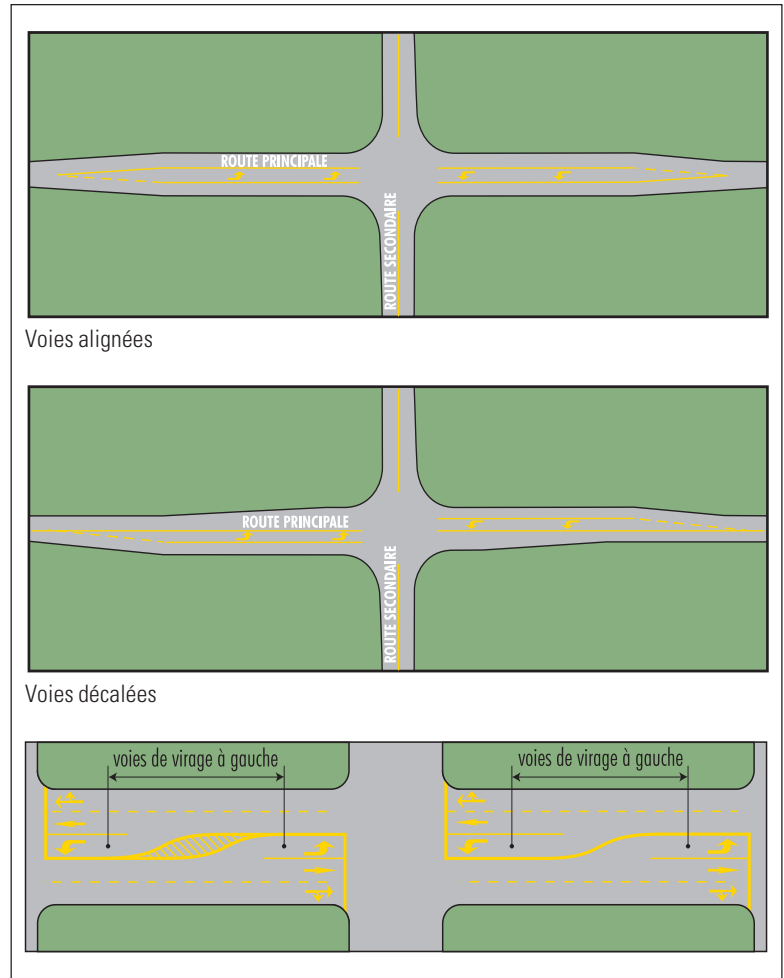 ROUTE PRINCIPALE
ROUTE SECONDAIRE
Voies alignées
ROUTE PRINCIPALE
ROUTE SECONDAIRE
Voies décalées
voies de virage à gauche
voies de virage à gauche